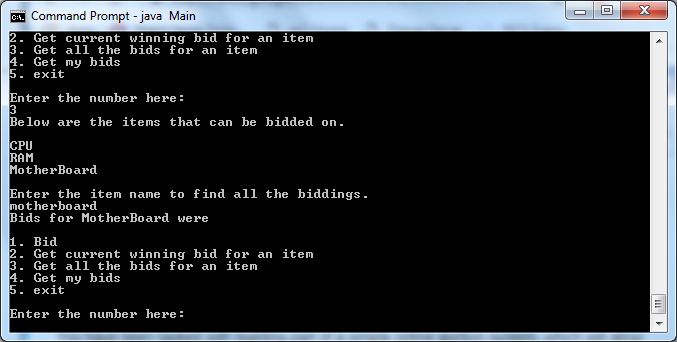 Command Prompt - java  Main
2. Get current winning bid for an item
3. Get all the bids for an item
4. Get my bids
5. exit
Enter the number here:
3
Below are the items that can be bidded on.
CPU
RAM
MotherBoard
Enter the item name to find all the biddings.
motherboard
Bids for MotherBoard were
1. Bid
2. Get current winning bid for an item
3. Get all the bids for an item
4. Get my bids
5. exit
Enter the number here: